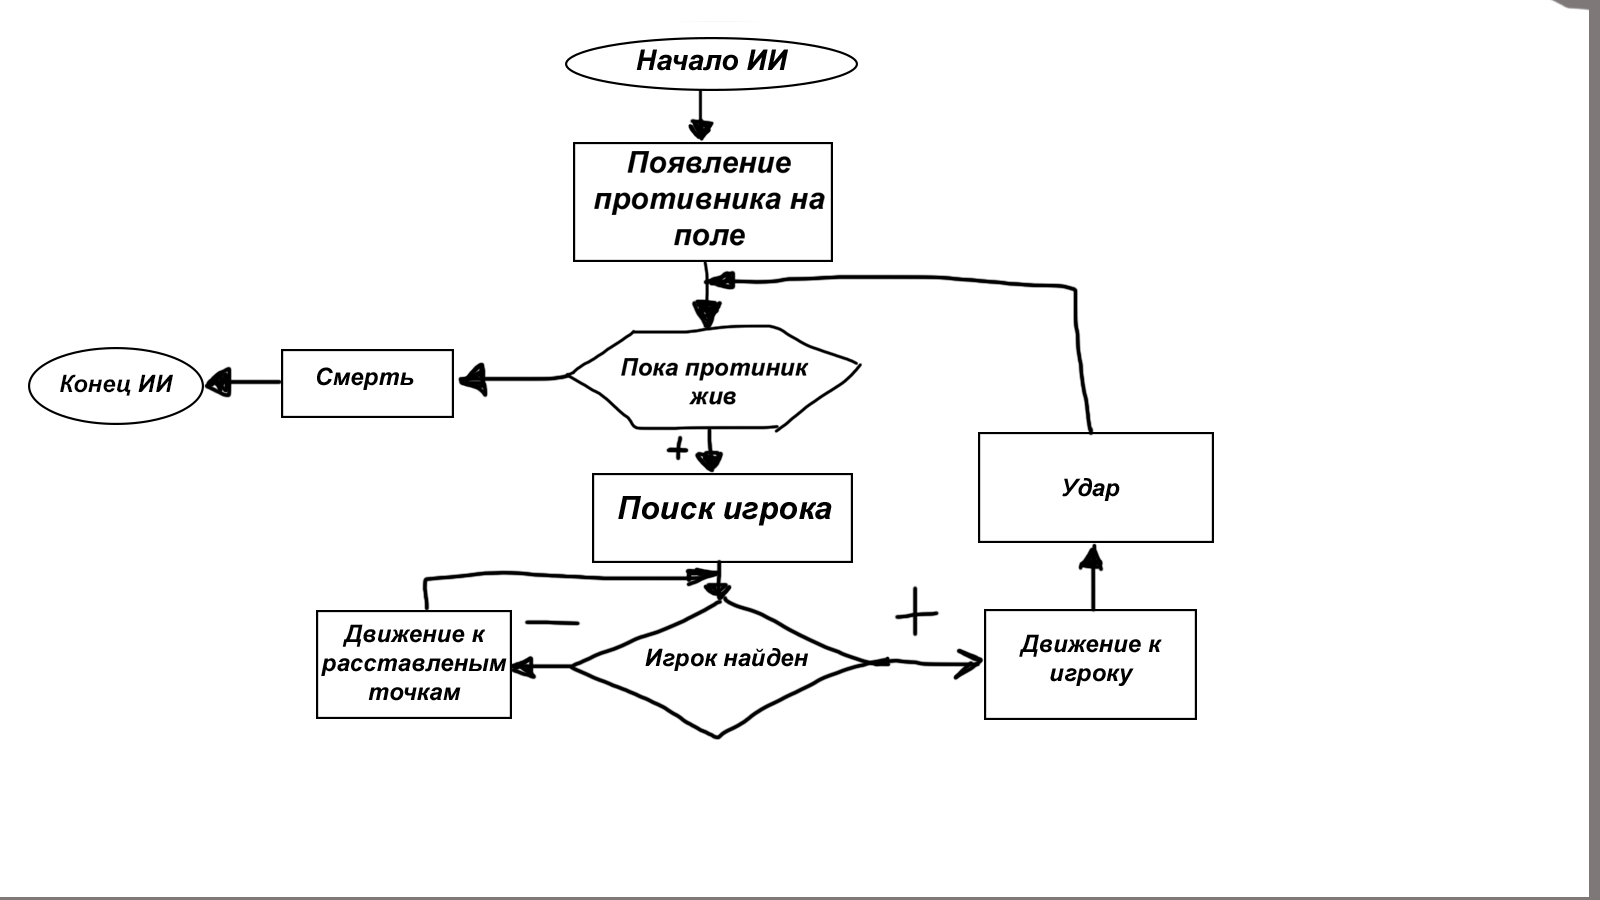 Начало ИИ
Появление
противника на
поле
Пока протиник
жив
Смерть
Конец ИИ
+
Поиск игрока
Удар
Игрок найден
—
Движение к
расставленым
точкам
+
Движение к
игроку